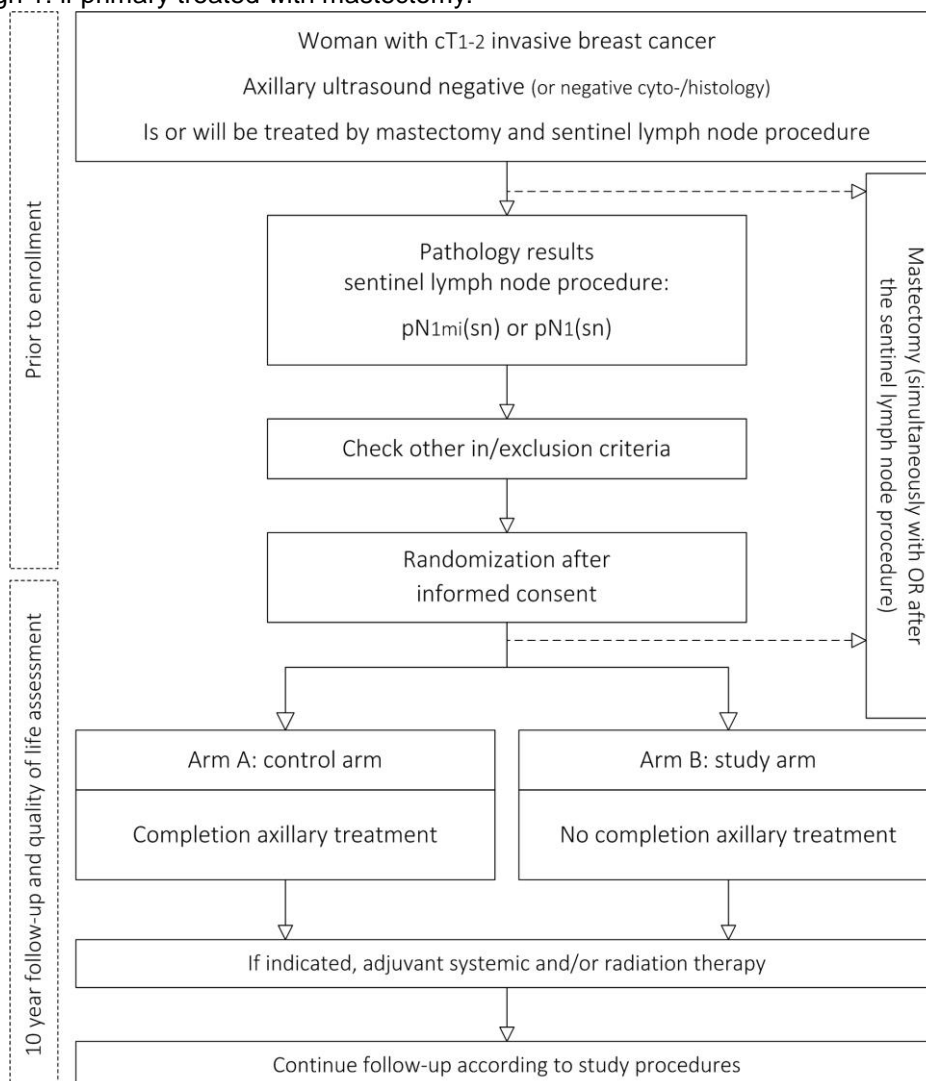 if primary treated with mastectomy.
Woman with cT1-2 invasive breast cancer
Axillary ultrasound negative (or negative cyto-/histology)
Is or will be treated by mastectomy and sentinel lymph node procedure
Prior to enrollment
Pathology results
sentinel lymph node procedure:
pN1mi(sn) or pN1(sn)
Mastectomy (simultaneously with OR after
the sentinel lymph node procedure)
Check other in/exclusion criteria
Randomization after
informed consent
10 year follow-up and quality of life assessment
Arm A: control arm
Completion axillary treatment
Arm B: study arm
No completion axillary treatment
If indicated, adjuvant systemic and/or radiation therapy
Continue follow-up according to study procedures